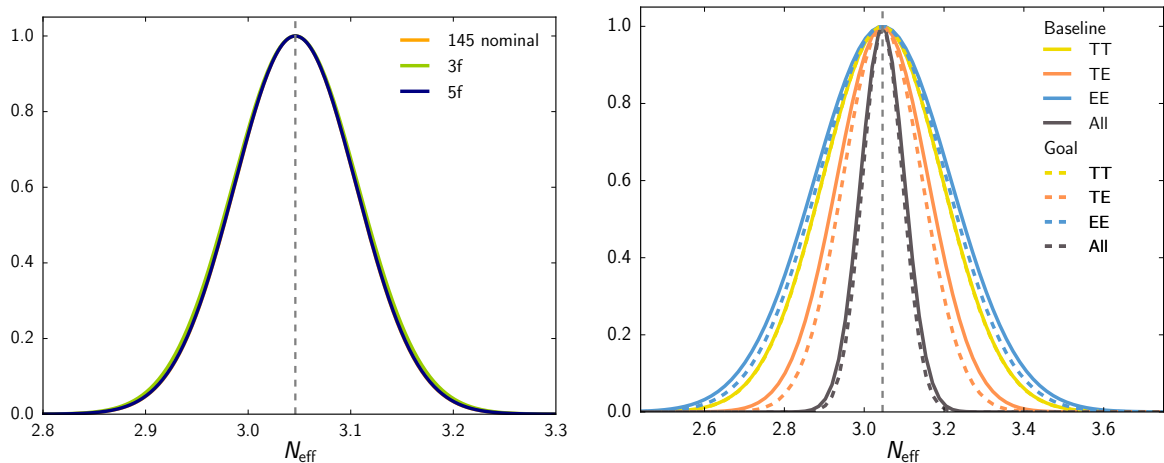 1.0
0.8
0.6
0.4
0.2
0.0
2.8 2.9 3.0 3.1 3.2 3.3
N_eff
145 nominal
3f
5f
1.0
0.8
0.6
0.4
0.2
0.0
2.6 2.8 3.0 3.2 3.4 3.6
N_eff
Baseline
TT
TE
EE
All
Goal
TT
TE
EE
All